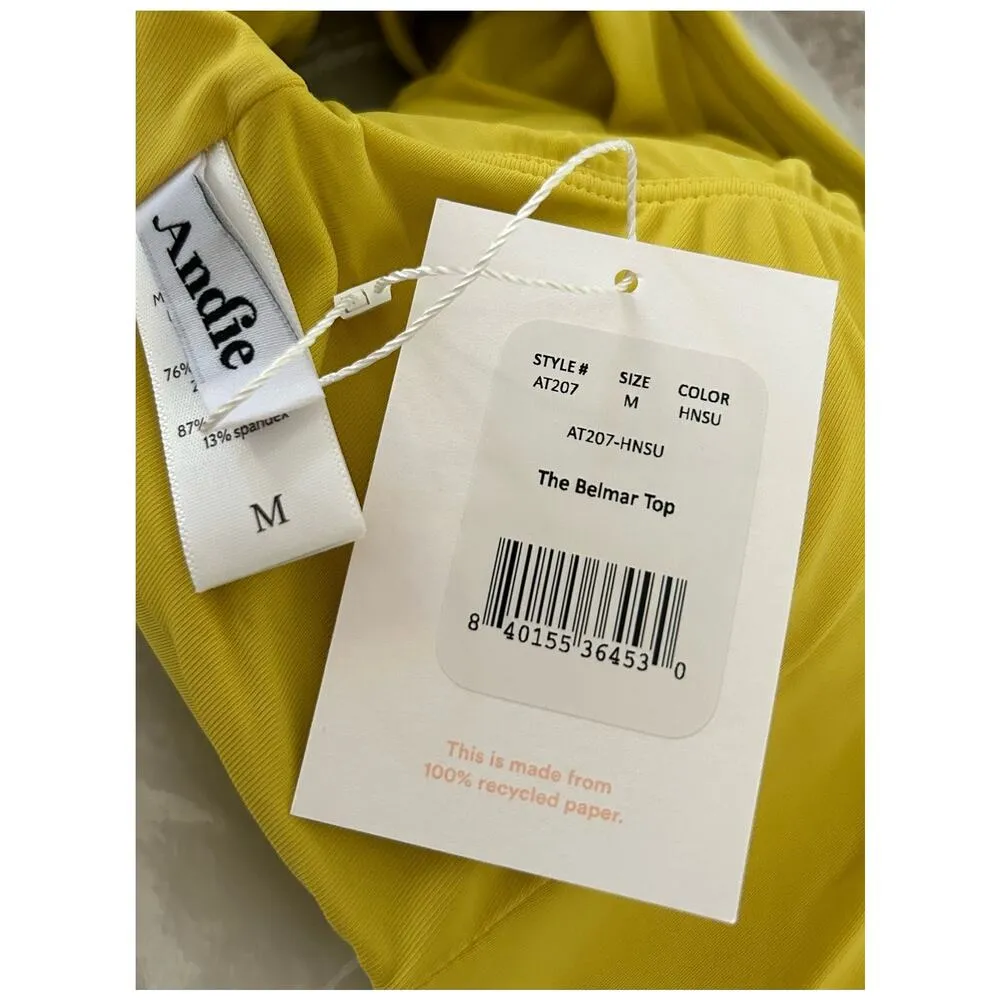 Andie
M
76%
87%
13% spandex
M
STYLE # SIZE COLOR
AT207 M HNSU
AT207-HNSU
The Belmar Top
8 40155 36453 0
This is made from
100% recycled paper.